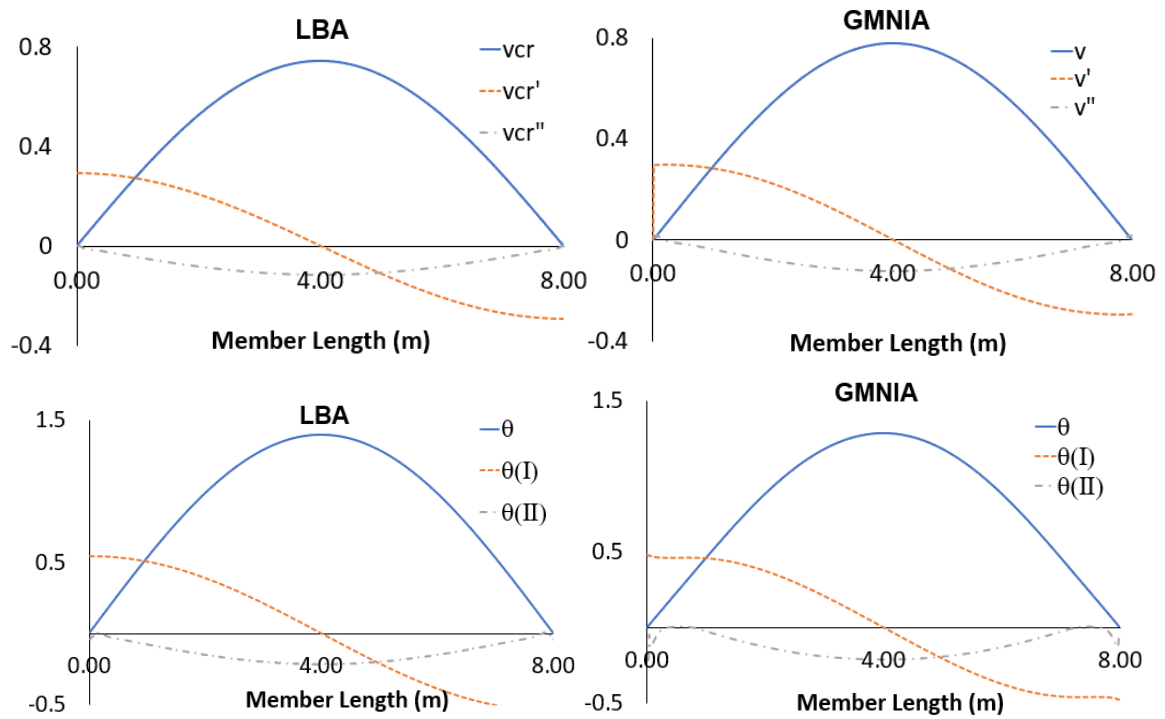 LBA
0.8
0.4
0
-0.4
0.00
4.00
8.00
vcr
vcr'
vcr"
Member Length (m)
GMNIA
0.8
0.4
0
-0.4
0.00
4.00
8.00
v
v'
v"
Member Length (m)
LBA
1.5
0.5
-0.5
0.00
4.00
8.00
θ
θ(I)
θ(II)
Member Length (m)
GMNIA
1.5
0.5
-0.5
0.00
4.00
8.00
θ
θ(I)
θ(II)
Member Length (m)